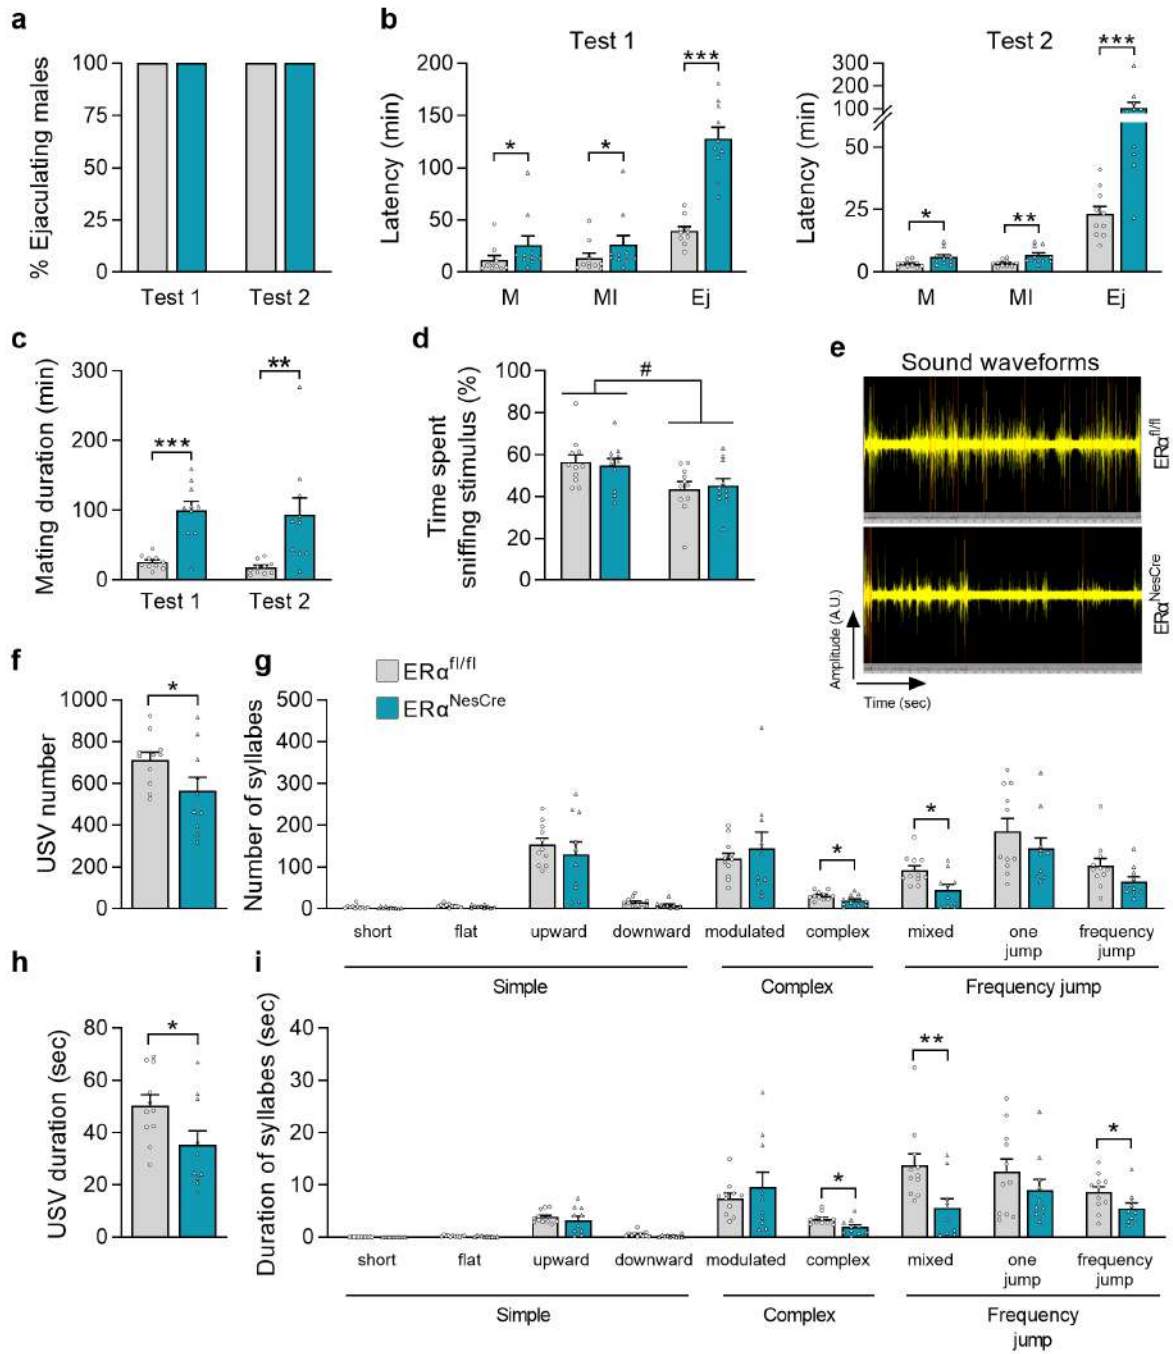 a
% Ejaculating males
100
75
50
25
0
Test 1
Test 2
b
Test 1
Latency (min)
200
150
100
50
0
*
*
***
M
MI
Ej
Test 2
Latency (min)
300
200
100
50
25
0
*
**
***
M
MI
Ej
c
Mating duration (min)
300
200
100
0
***
**
Test 1
Test 2
d
Time spent
sniffing stimulus (%)
100
80
60
40
20
0
#
e
Sound waveforms
ERα^fl/fl
ERα^NesCre
Amplitude (A.U.)
Time (sec)
f
USV number
1000
800
600
400
200
0
*
g
ERα^fl/fl
ERα^NesCre
Number of syllabes
500
400
300
200
100
0
*
*
short
flat
upward
downward
modulated
complex
mixed
one
jump
frequency
jump
Simple
Complex
Frequency jump
h
USV duration (sec)
80
60
40
20
0
*
i
Duration of syllabes (sec)
40
30
20
10
0
*
**
*
short
flat
upward
downward
modulated
complex
mixed
one
jump
frequency
jump
Simple
Complex
Frequency
jump